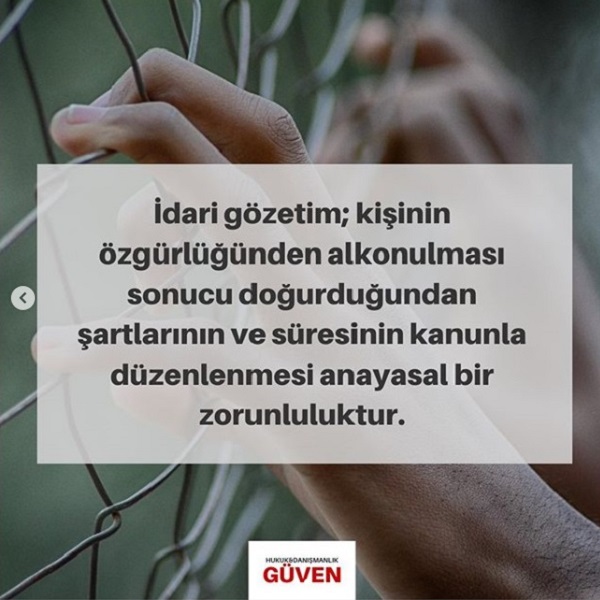 İdari gözetim; kişinin
özgürlüğünden alkonulması
sonucu doğurduğundan
şartlarının ve süresinin kanunla
düzenlenmesi anayasal bir
zorunluluktur.
HUKUK&DANIŞMANLIK
GÜVEN